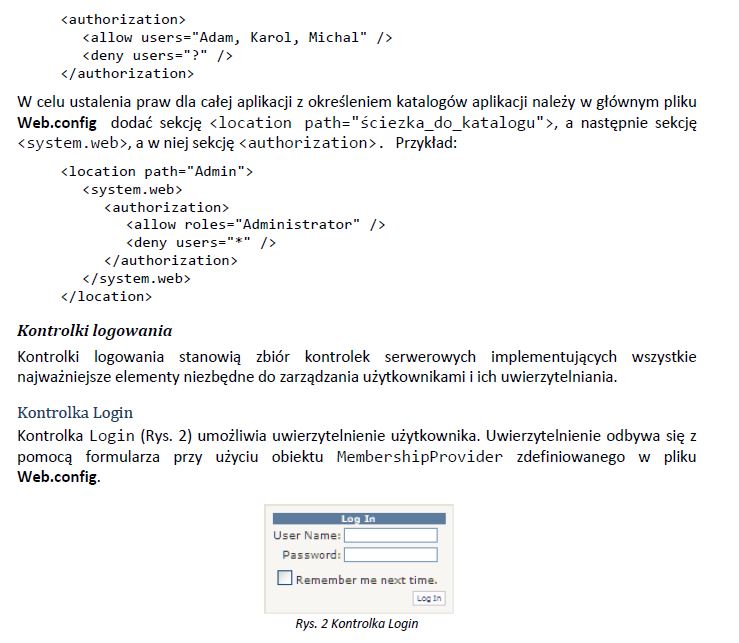 <authorization>
<allow users="Adam, Karol, Michal" />
<deny users="?" />
</authorization>
W celu ustalenia praw dla całej aplikacji z określeniem katalogów aplikacji należy w głównym pliku
Web.config dodać sekcję <location path="ściezka_do_katalogu">, a następnie sekcję
<system.web>, a w niej sekcję <authorization>. Przykład:
<location path="Admin">
<system.web>
<authorization>
<allow roles="Administrator" />
<deny users="*" />
</authorization>
</system.web>
</location>
Kontrolki logowania
Kontrolki logowania stanowią zbiór kontrolek serwerowych implementujących wszystkie
najważniejsze elementy niezbędne do zarządzania użytkownikami i ich uwierzytelniania.
Kontrolka Login
Kontrolka Login (Rys. 2) umożliwia uwierzytelnienie użytkownika. Uwierzytelnienie odbywa się z
pomocą formularza przy użyciu obiektu MembershipProvider zdefiniowanego w pliku
Web.config.
Log In
User Name:
Password:
Remember me next time.
Log In
Rys. 2 Kontrolka Login